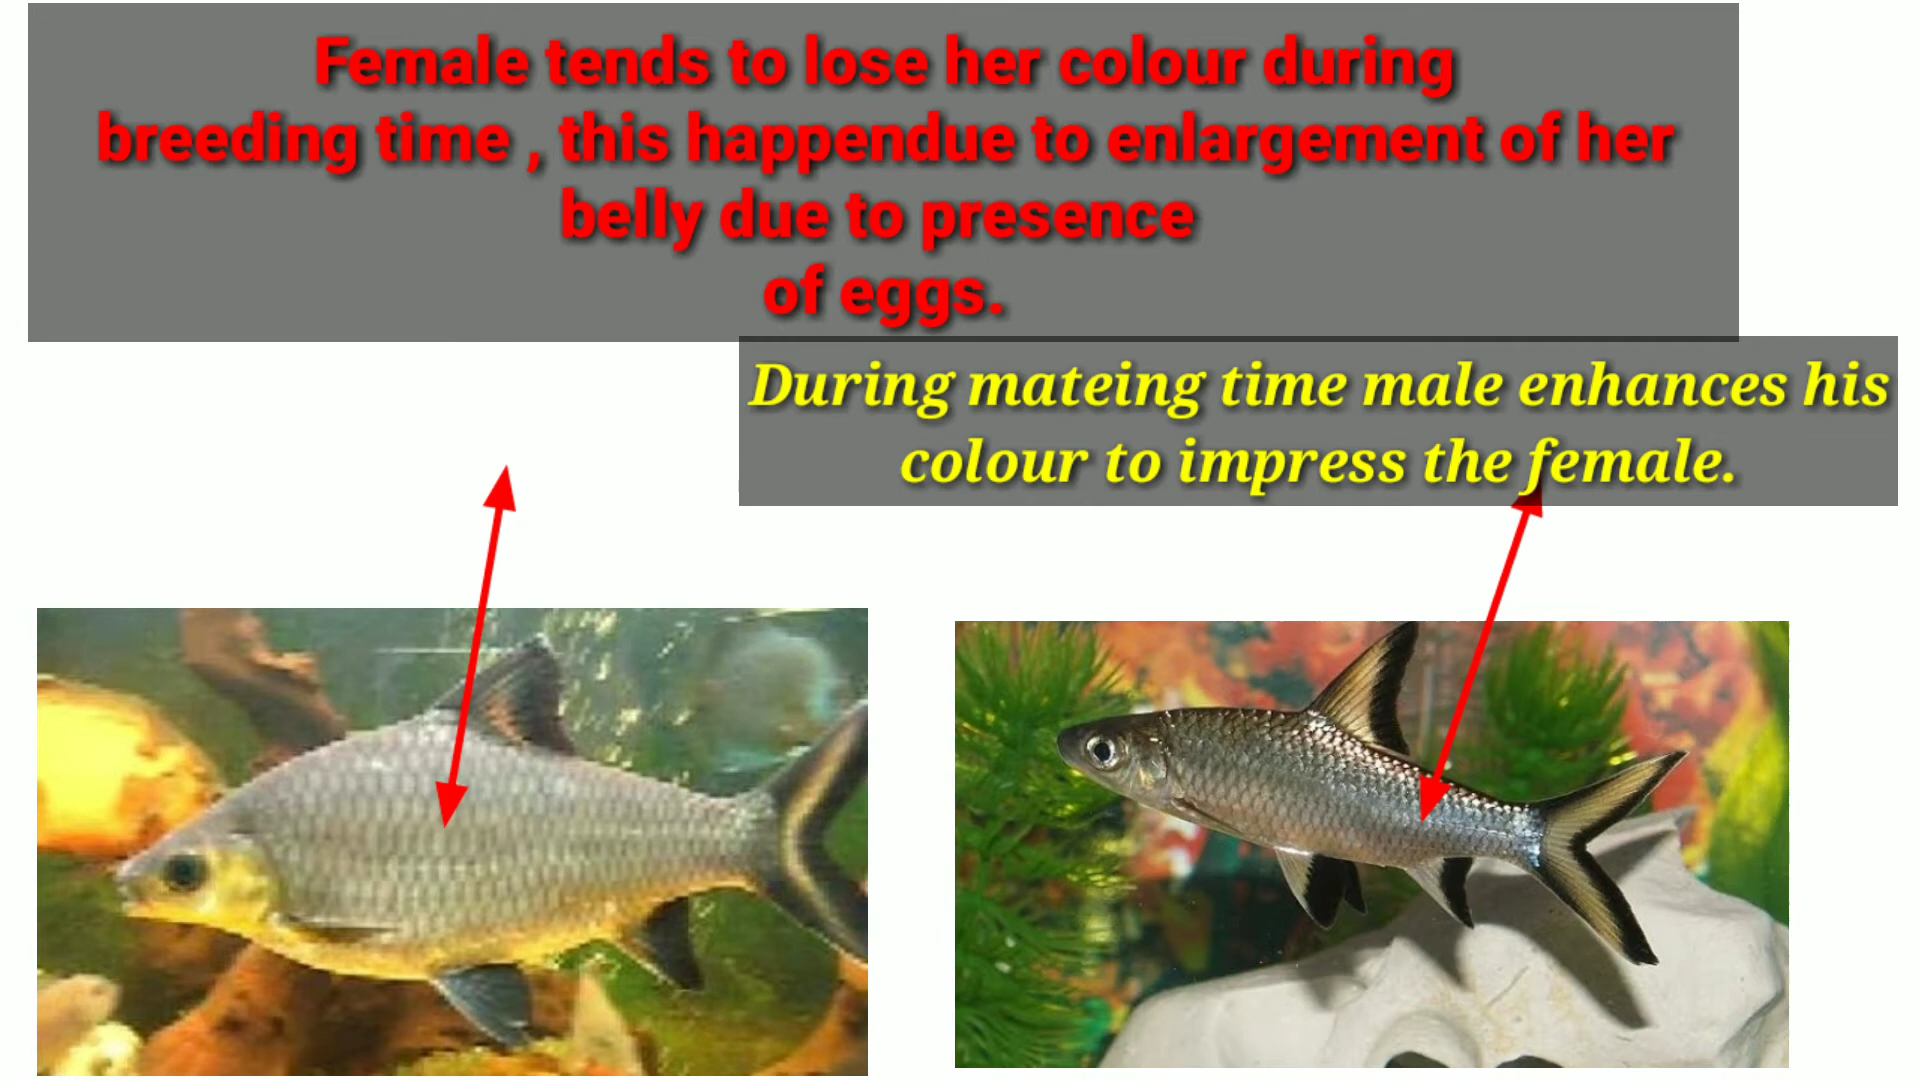 Female tends to lose her colour during
breeding time , this happendue to enlargement of her
belly due to presence
of eggs.
During mateing time male enhances his
colour to impress the female.